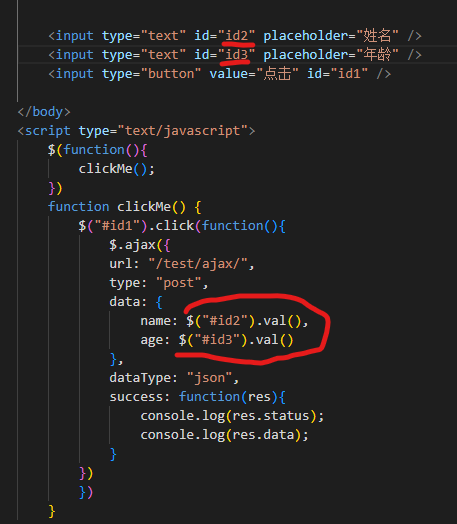 <input type="text" id="id2" placeholder="姓名" />
<input type="text" id="id3" placeholder="年龄" />
<input type="button" value="点击" id="id1" />
</body>
<script type="text/javascript">
$(function(){
clickMe();
})
function clickMe() {
$("#id1").click(function(){
$.ajax({
url: "/test/ajax/",
type: "post",
data: {
name: $("#id2").val(),
age: $("#id3").val()
},
dataType: "json",
success: function(res){
console.log(res.status);
console.log(res.data);
}
})
})
}